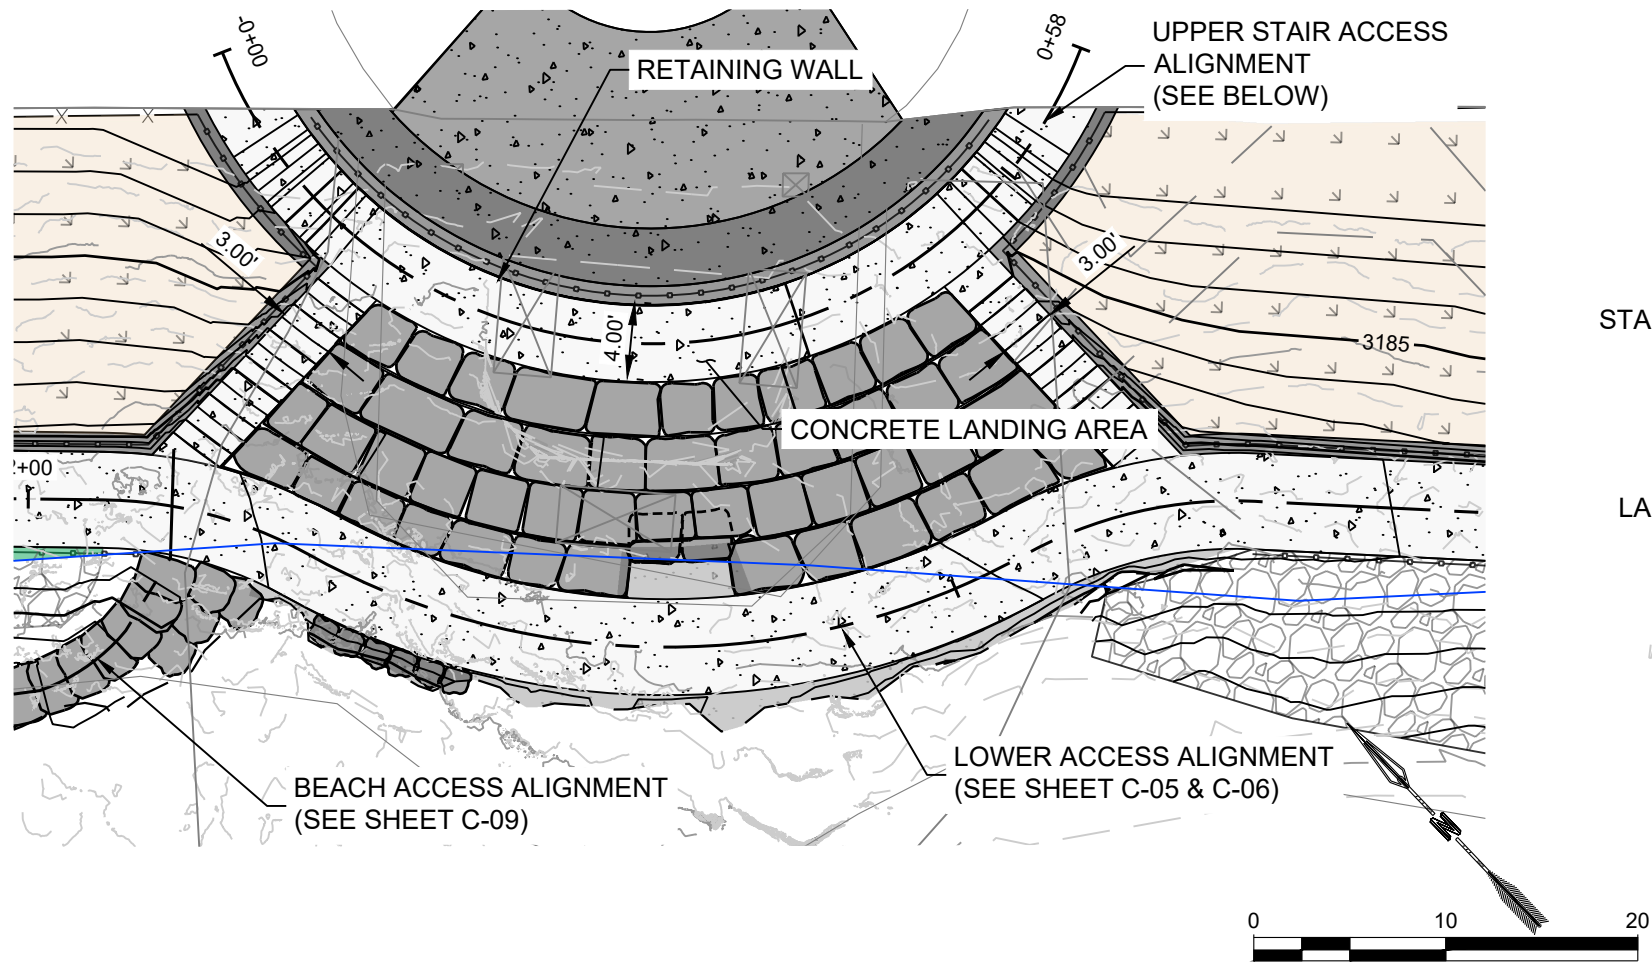 -0+00
0+58
UPPER STAIR ACCESS
ALIGNMENT
(SEE BELOW)
RETAINING WALL
3.00'
3.00'
4.00'
3185
STA
CONCRETE LANDING AREA
2+00
LA
BEACH ACCESS ALIGNMENT
(SEE SHEET C-09)
LOWER ACCESS ALIGNMENT
(SEE SHEET C-05 & C-06)
N
0 10 20